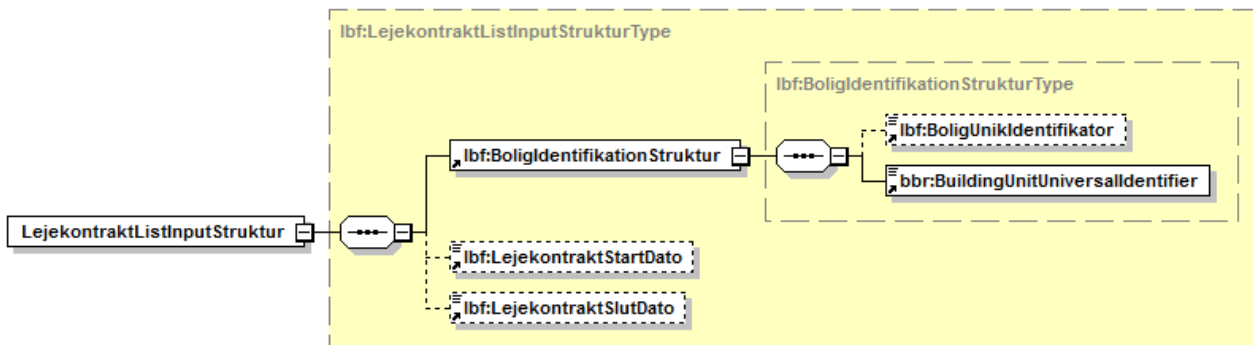 lbf:LejekontraktListInputStrukturType
lbf:BoligIdentifikationStrukturType
lbf:BoligUnikIdentifikator
lbf:BoligIdentifikationStruktur
bbr:BuildingUnitUniversalIdentifier
LejekontraktListInputStruktur
lbf:LejekontraktStartDato
lbf:LejekontraktSlutDato